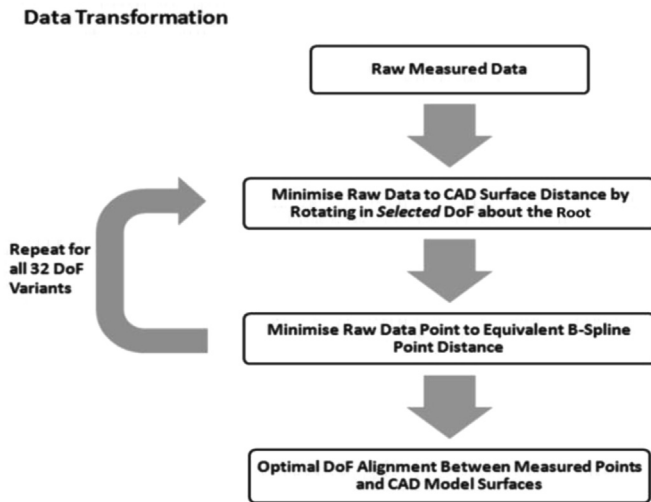 Data Transformation
Raw Measured Data
Minimise Raw Data to CAD Surface Distance by
Rotating in Selected DoF about the Root
Repeat for
all 32 DoF
Variants
Minimise Raw Data Point to Equivalent B-Spline
Point Distance
Optimal DoF Alignment Between Measured Points
and CAD Model Surfaces